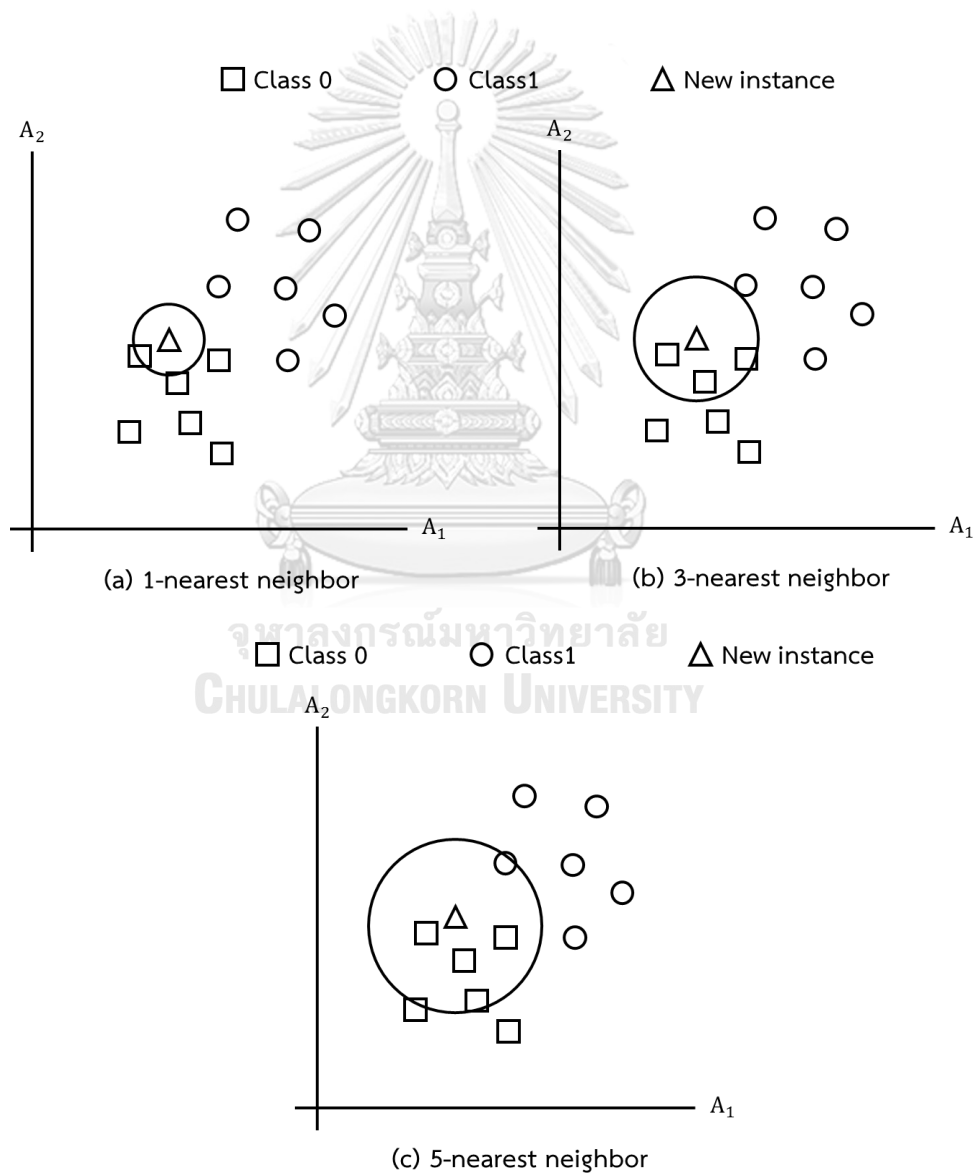 Class 0 Class1 New instance
A₂ A₂
A₁ A₁
(a) 1-nearest neighbor (b) 3-nearest neighbor
จุฬาลงกรณ์มหาวิทยาลัย
Class 0 Class1 New instance
CHULALONGKORN UNIVERSITY
A₂
A₁
(c) 5-nearest neighbor